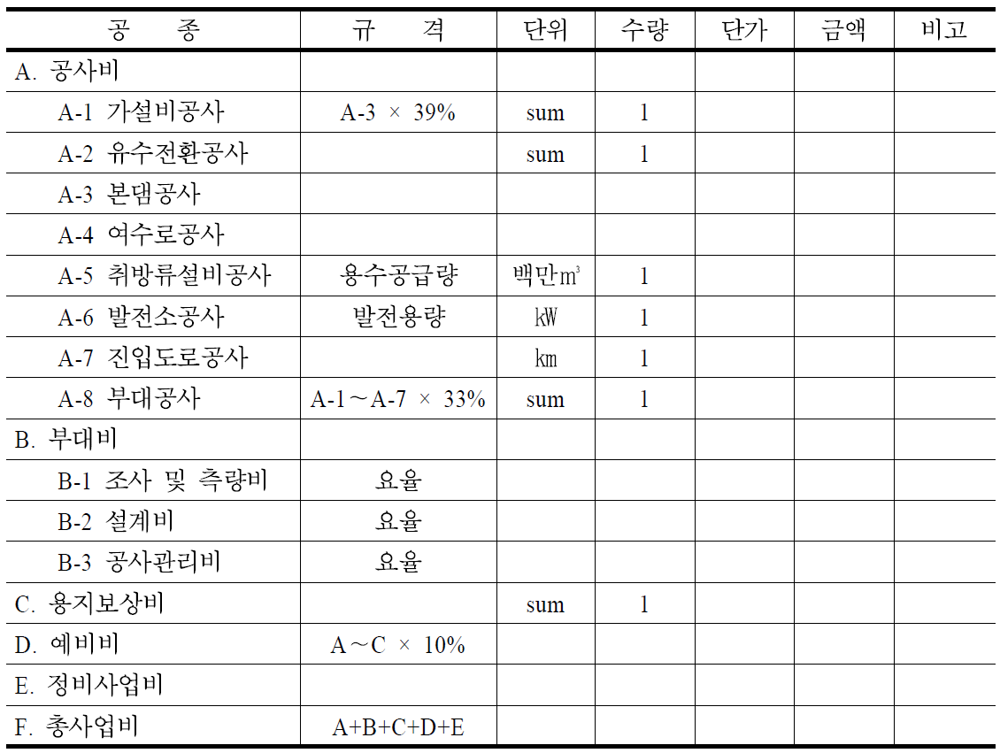 공 종 규 격 단위 수량 단가 금액 비고
A. 공사비
A-1 가설비공사 A-3 × 39% sum 1
A-2 유수전환공사 sum 1
A-3 본댐공사
A-4 여수로공사
A-5 취방류설비공사 용수공급량 백만㎥ 1
A-6 발전소공사 발전용량 ㎾ 1
A-7 진입도로공사 ㎞ 1
A-8 부대공사 A-1～A-7 × 33% sum 1
B. 부대비
B-1 조사 및 측량비 요율
B-2 설계비 요율
B-3 공사관리비 요율
C. 용지보상비 sum 1
D. 예비비 A～C × 10%
E. 정비사업비
F. 총사업비 A+B+C+D+E